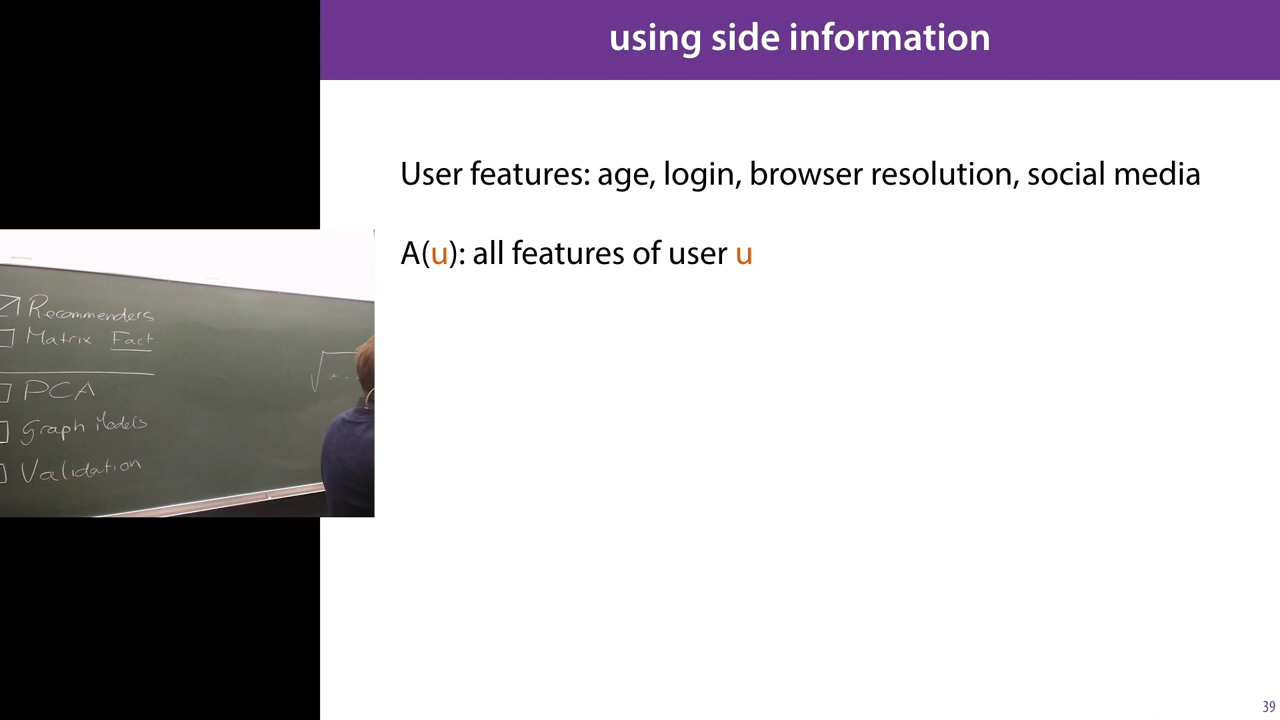 using side information
User features: age, login, browser resolution, social media
A(u): all features of user u
Recommenders
Matrix Fact.
PCA
Graph Models
Validation
39